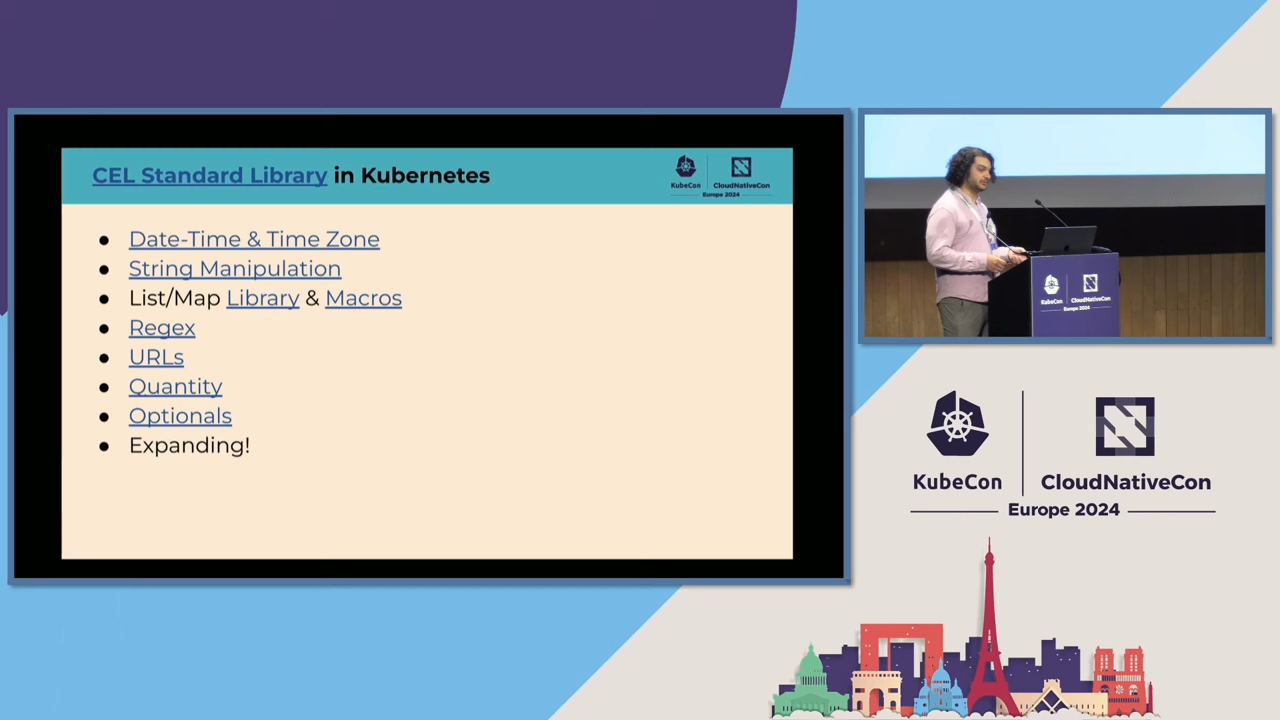 CEL Standard Library in Kubernetes
KubeCon
CloudNativeCon
Europe 2024
Date-Time & Time Zone
String Manipulation
List/Map Library & Macros
Regex
URLs
Quantity
Optionals
Expanding!
KubeCon
CloudNativeCon
Europe 2024
KubeCon
CloudNativeCon
Europe 2024